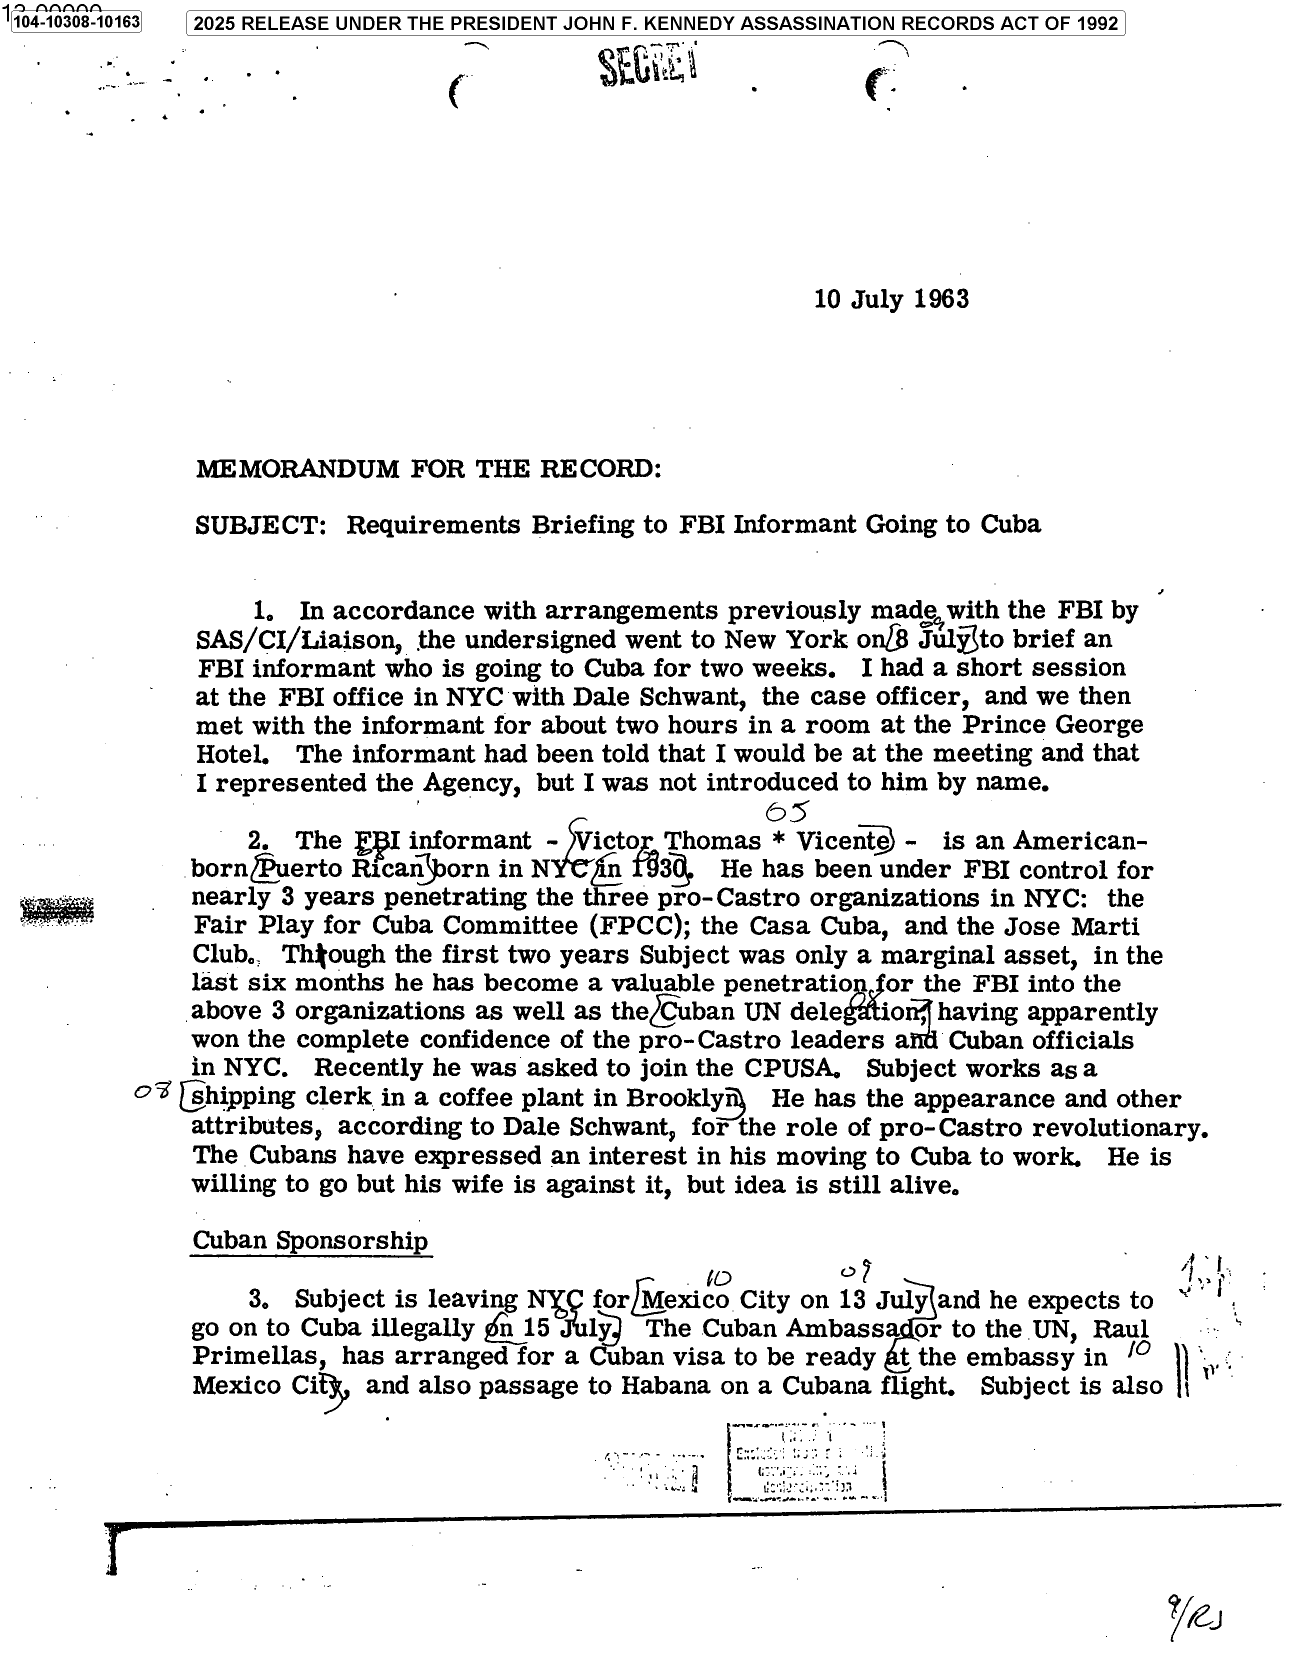 104-10308-10163
2025 RELEASE UNDER THE PRESIDENT JOHN F. KENNEDY ASSASSINATION RECORDS ACT OF 1992
SECRET
10 July 1963
MEMORANDUM FOR THE RECORD:
SUBJECT: Requirements Briefing to FBI Informant Going to Cuba
1. In accordance with arrangements previously made with the FBI by
SAS/CI/Liaison, the undersigned went to New York on [8 July] to brief an
FBI informant who is going to Cuba for two weeks. I had a short session
at the FBI office in NYC with Dale Schwant, the case officer, and we then
met with the informant for about two hours in a room at the Prince George
Hotel. The informant had been told that I would be at the meeting and that
I represented the Agency, but I was not introduced to him by name.
05
2. The FBI informant - [Victor Thomas * Vicente] - is an American-
born [Puerto Rican] born in NYC [in 1930]. He has been under FBI control for
nearly 3 years penetrating the three pro-Castro organizations in NYC: the
Fair Play for Cuba Committee (FPCC); the Casa Cuba, and the Jose Marti
Club. Through the first two years Subject was only a marginal asset, in the
last six months he has become a valuable penetration for the FBI into the
above 3 organizations as well as the [Cuban UN delegation,] having apparently
won the complete confidence of the pro-Castro leaders and Cuban officials
in NYC. Recently he was asked to join the CPUSA. Subject works as a
08 [shipping clerk in a coffee plant in Brooklyn] He has the appearance and other
attributes, according to Dale Schwant, for the role of pro-Castro revolutionary.
The Cubans have expressed an interest in his moving to Cuba to work. He is
willing to go but his wife is against it, but idea is still alive.
Cuban Sponsorship
10 09
3. Subject is leaving NYC for [Mexico City on 13 July] and he expects to
go on to Cuba illegally [on 15 July.] The Cuban Ambassador to the UN, Raul
Primellas, has arranged for a Cuban visa to be ready [at the embassy in 10
Mexico City], and also passage to Habana on a Cubana flight. Subject is also
9/RJ